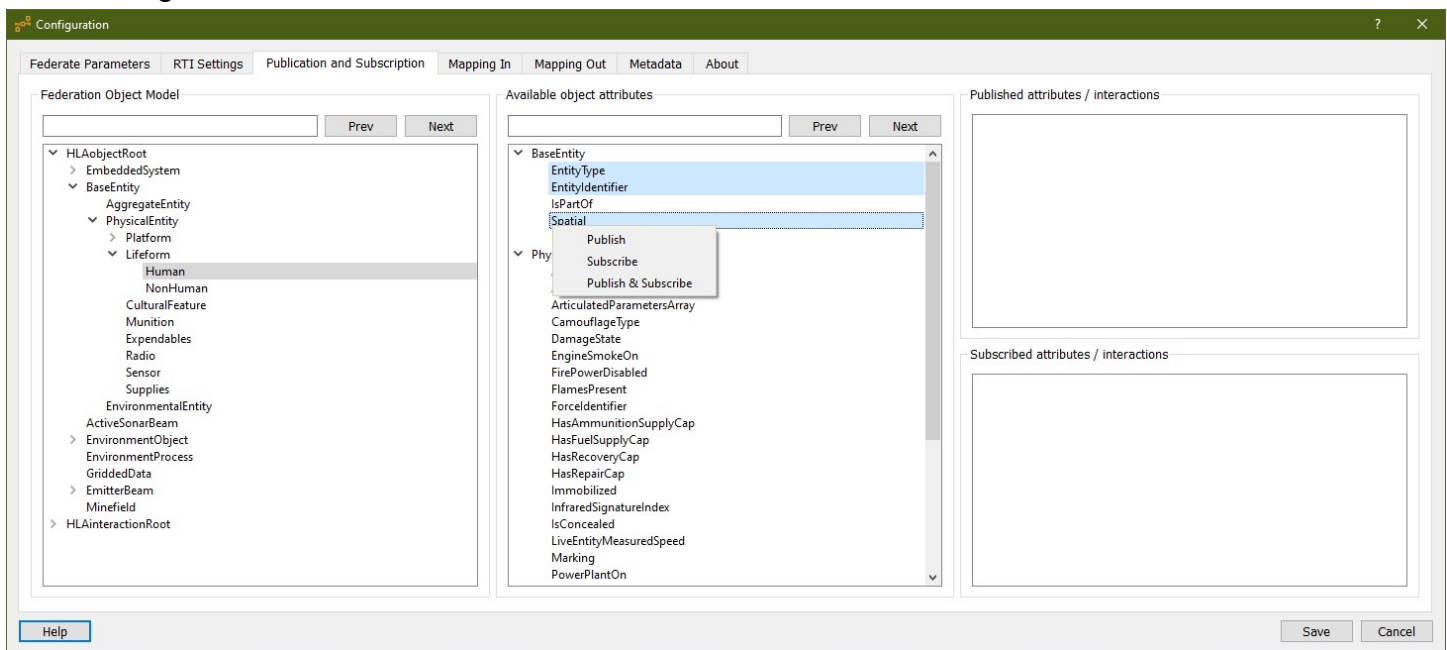 Configuration
?
Federate Parameters RTI Settings Publication and Subscription Mapping In Mapping Out Metadata About
Federation Object Model
Prev Next
HLAobjectRoot
EmbeddedSystem
BaseEntity
AggregateEntity
PhysicalEntity
Platform
Lifeform
Human
NonHuman
CulturalFeature
Munition
Expendables
Radio
Sensor
Supplies
EnvironmentalEntity
ActiveSonarBeam
EnvironmentObject
EnvironmentProcess
GriddedData
EmitterBeam
Minefield
HLAinteractionRoot
Available object attributes
Prev Next
BaseEntity
EntityType
EntityIdentifier
IsPartOf
Spatial
Publish
Subscribe
Publish & Subscribe
Phy
ArticulatedParametersArray
CamouflageType
DamageState
EngineSmokeOn
FirePowerDisabled
FlamesPresent
ForceIdentifier
HasAmmunitionSupplyCap
HasFuelSupplyCap
HasRecoveryCap
HasRepairCap
Immobilized
InfraredSignatureIndex
IsConcealed
LiveEntityMeasuredSpeed
Marking
PowerPlantOn
Published attributes / interactions
Subscribed attributes / interactions
Help
Save Cancel